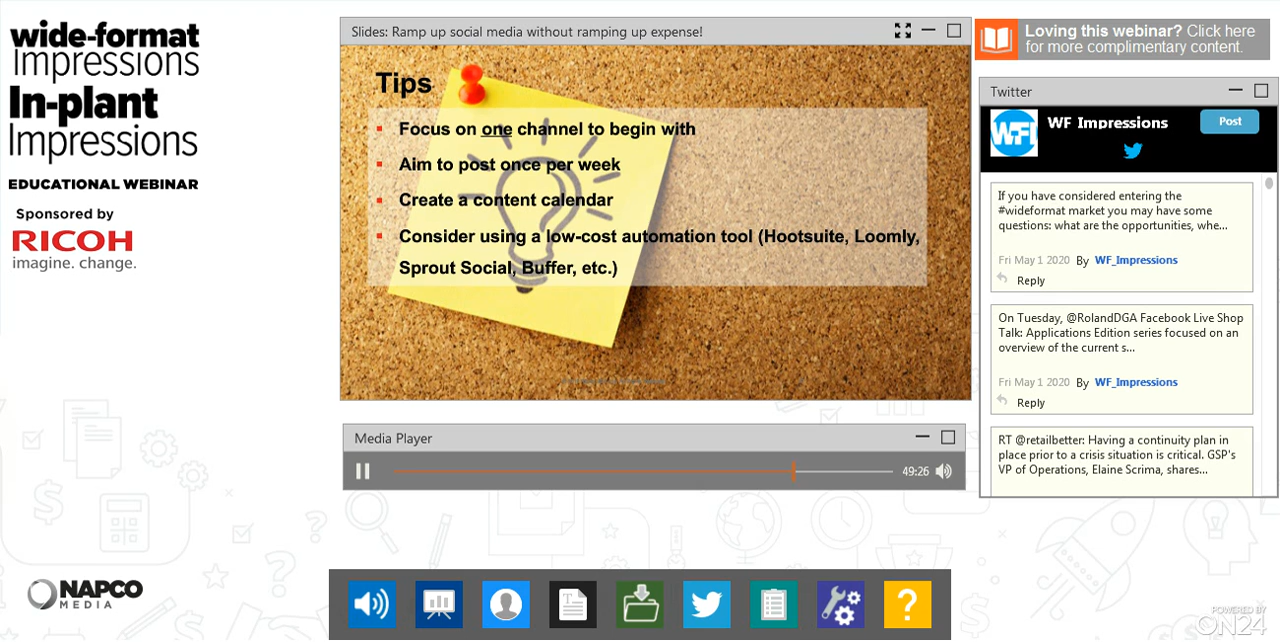 wide-format
Impressions
In-plant
Impressions
EDUCATIONAL WEBINAR
Sponsored by
RICOH
imagine. change.
Slides: Ramp up social media without ramping up expense!
Tips
Focus on one channel to begin with
Aim to post once per week
Create a content calendar
Consider using a low-cost automation tool (Hootsuite, Loomly,
Sprout Social, Buffer, etc.)
Media Player
49:26
Loving this webinar? Click here
for more complimentary content.
Twitter
WFI
WF Impressions
Post
If you have considered entering the
#wideformat market you may have some
questions: what are the opportunities, whe...
Fri May 1 2020 By WF_Impressions
Reply
On Tuesday, @RolandDGA Facebook Live Shop
Talk: Applications Edition series focused on an
overview of the current s...
Fri May 1 2020 By WF_Impressions
Reply
RT @retailbetter: Having a continuity plan in
place prior to a crisis situation is critical. GSP's
VP of Operations, Elaine Scrima, shares...
NAPCO
MEDIA
?
POWERED BY
ON24